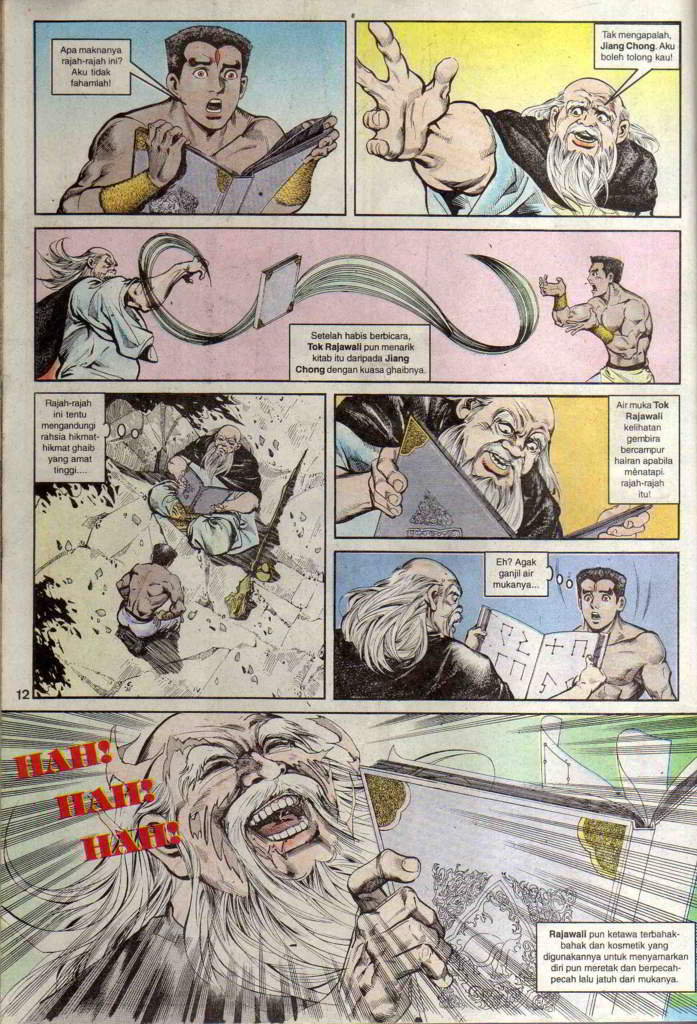 Apa maknanya
rajah-rajah ini?
Aku tidak
fahamlah!
Tak mengapalah,
Jiang Chong. Aku
boleh tolong kau!
Setelah habis berbicara,
Tok Rajawali pun menarik
kitab itu daripada Jiang
Chong dengan kuasa ghaibnya.
Rajah-rajah
ini tentu
mengandungi
rahsia hikmat-
hikmat ghaib
yang amat
tinggi....
Air muka Tok
Rajawali
kelihatan
gembira
bercampur
hairan apabila
menatapi
rajah-rajah
itu!
Eh? Agak
ganjil air
mukanya...
12
HAH!
HAH!
HAH!
Rajawali pun ketawa terbahak-
bahak dan kosmetik yang
digunakannya untuk menyamarkan
diri pun meretak dan berpecah-
pecah lalu jatuh dari mukanya.